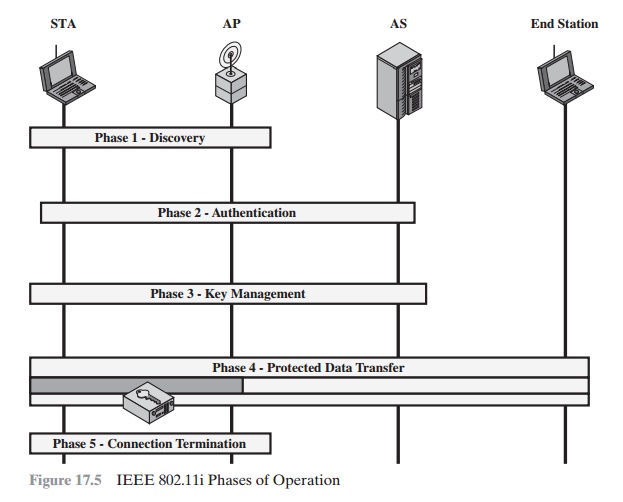 STA AP AS End Station
Phase 1 - Discovery
Phase 2 - Authentication
Phase 3 - Key Management
Phase 4 - Protected Data Transfer
Phase 5 - Connection Termination
Figure 17.5 IEEE 802.11i Phases of Operation